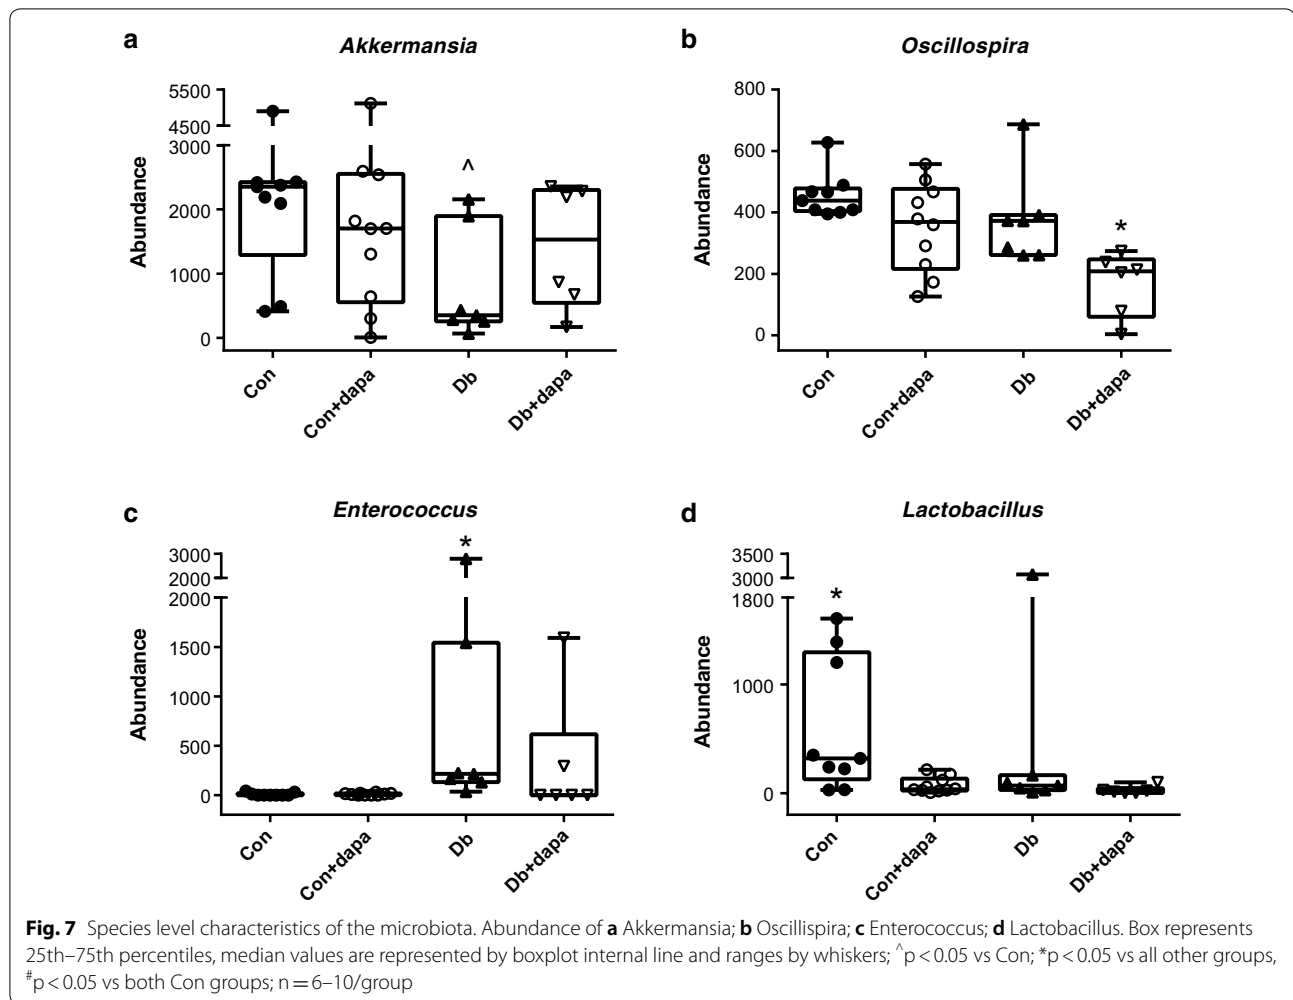 a
Akkermansia
Abundance
5500
4500
3000
2000
1000
0
^
Con
Con+dapa
Db
Db+dapa
b
Oscillospira
Abundance
800
600
400
200
0
*
Con
Con+dapa
Db
Db+dapa
c
Enterococcus
Abundance
3000
2000
2000
1500
1000
500
0
*
Con
Con+dapa
Db
Db+dapa
d
Lactobacillus
Abundance
3500
3000
1800
1000
0
*
Con
Con+dapa
Db
Db+dapa
Fig. 7 Species level characteristics of the microbiota. Abundance of a Akkermansia; b Oscillispira; c Enterococcus; d Lactobacillus. Box represents
25th–75th percentiles, median values are represented by boxplot internal line and ranges by whiskers; ^p < 0.05 vs Con; *p < 0.05 vs all other groups,
#p < 0.05 vs both Con groups; n = 6–10/group